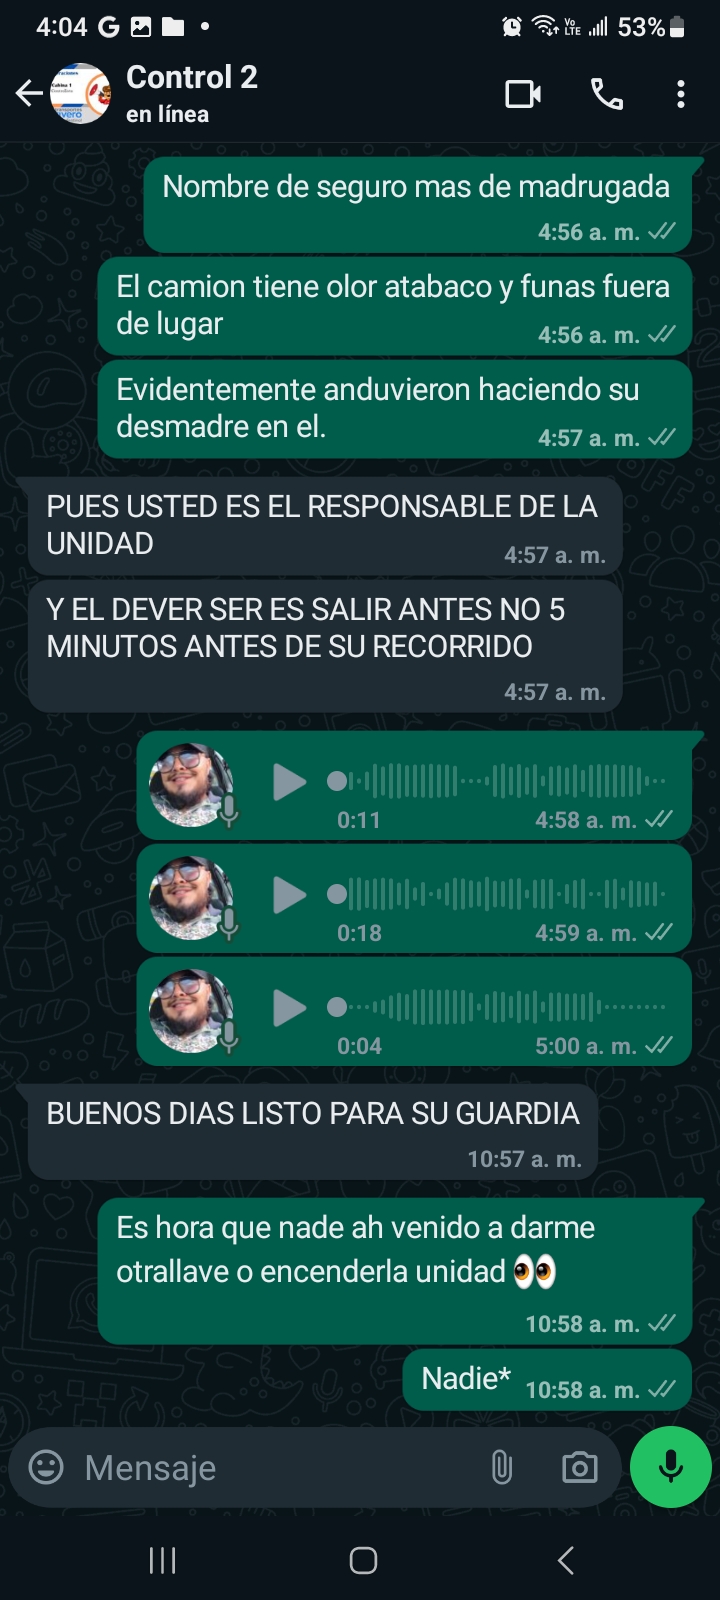 4:04
Vo
LTE
53%
Control 2
en línea
Nombre de seguro mas de madrugada
4:56 a. m.
El camion tiene olor atabaco y funas fuera
de lugar
4:56 a. m.
Evidentemente anduvieron haciendo su
desmadre en el.
4:57 a. m.
PUES USTED ES EL RESPONSABLE DE LA
UNIDAD
4:57 a. m.
Y EL DEVER SER ES SALIR ANTES NO 5
MINUTOS ANTES DE SU RECORRIDO
4:57 a. m.
0:11
4:58 a. m.
0:18
4:59 a. m.
0:04
5:00 a. m.
BUENOS DIAS LISTO PARA SU GUARDIA
10:57 a. m.
Es hora que nade ah venido a darme
otrallave o encenderla unidad 👀
10:58 a. m.
Nadie*
10:58 a. m.
Mensaje